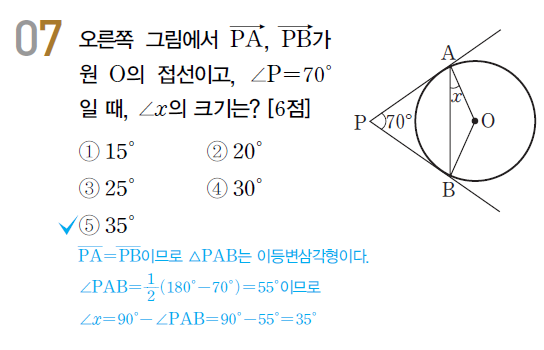 07 오른쪽 그림에서 PA, PB가
원 O의 접선이고, ∠P=70°
일 때, ∠x의 크기는? [6점]
① 15° ② 20°
③ 25° ④ 30°
⑤ 35°
PA=PB이므로 △PAB는 이등변삼각형이다.
∠PAB=1/2(180°-70°)=55°이므로
∠x=90°-∠PAB=90°-55°=35°
A
x
P 70° O
B